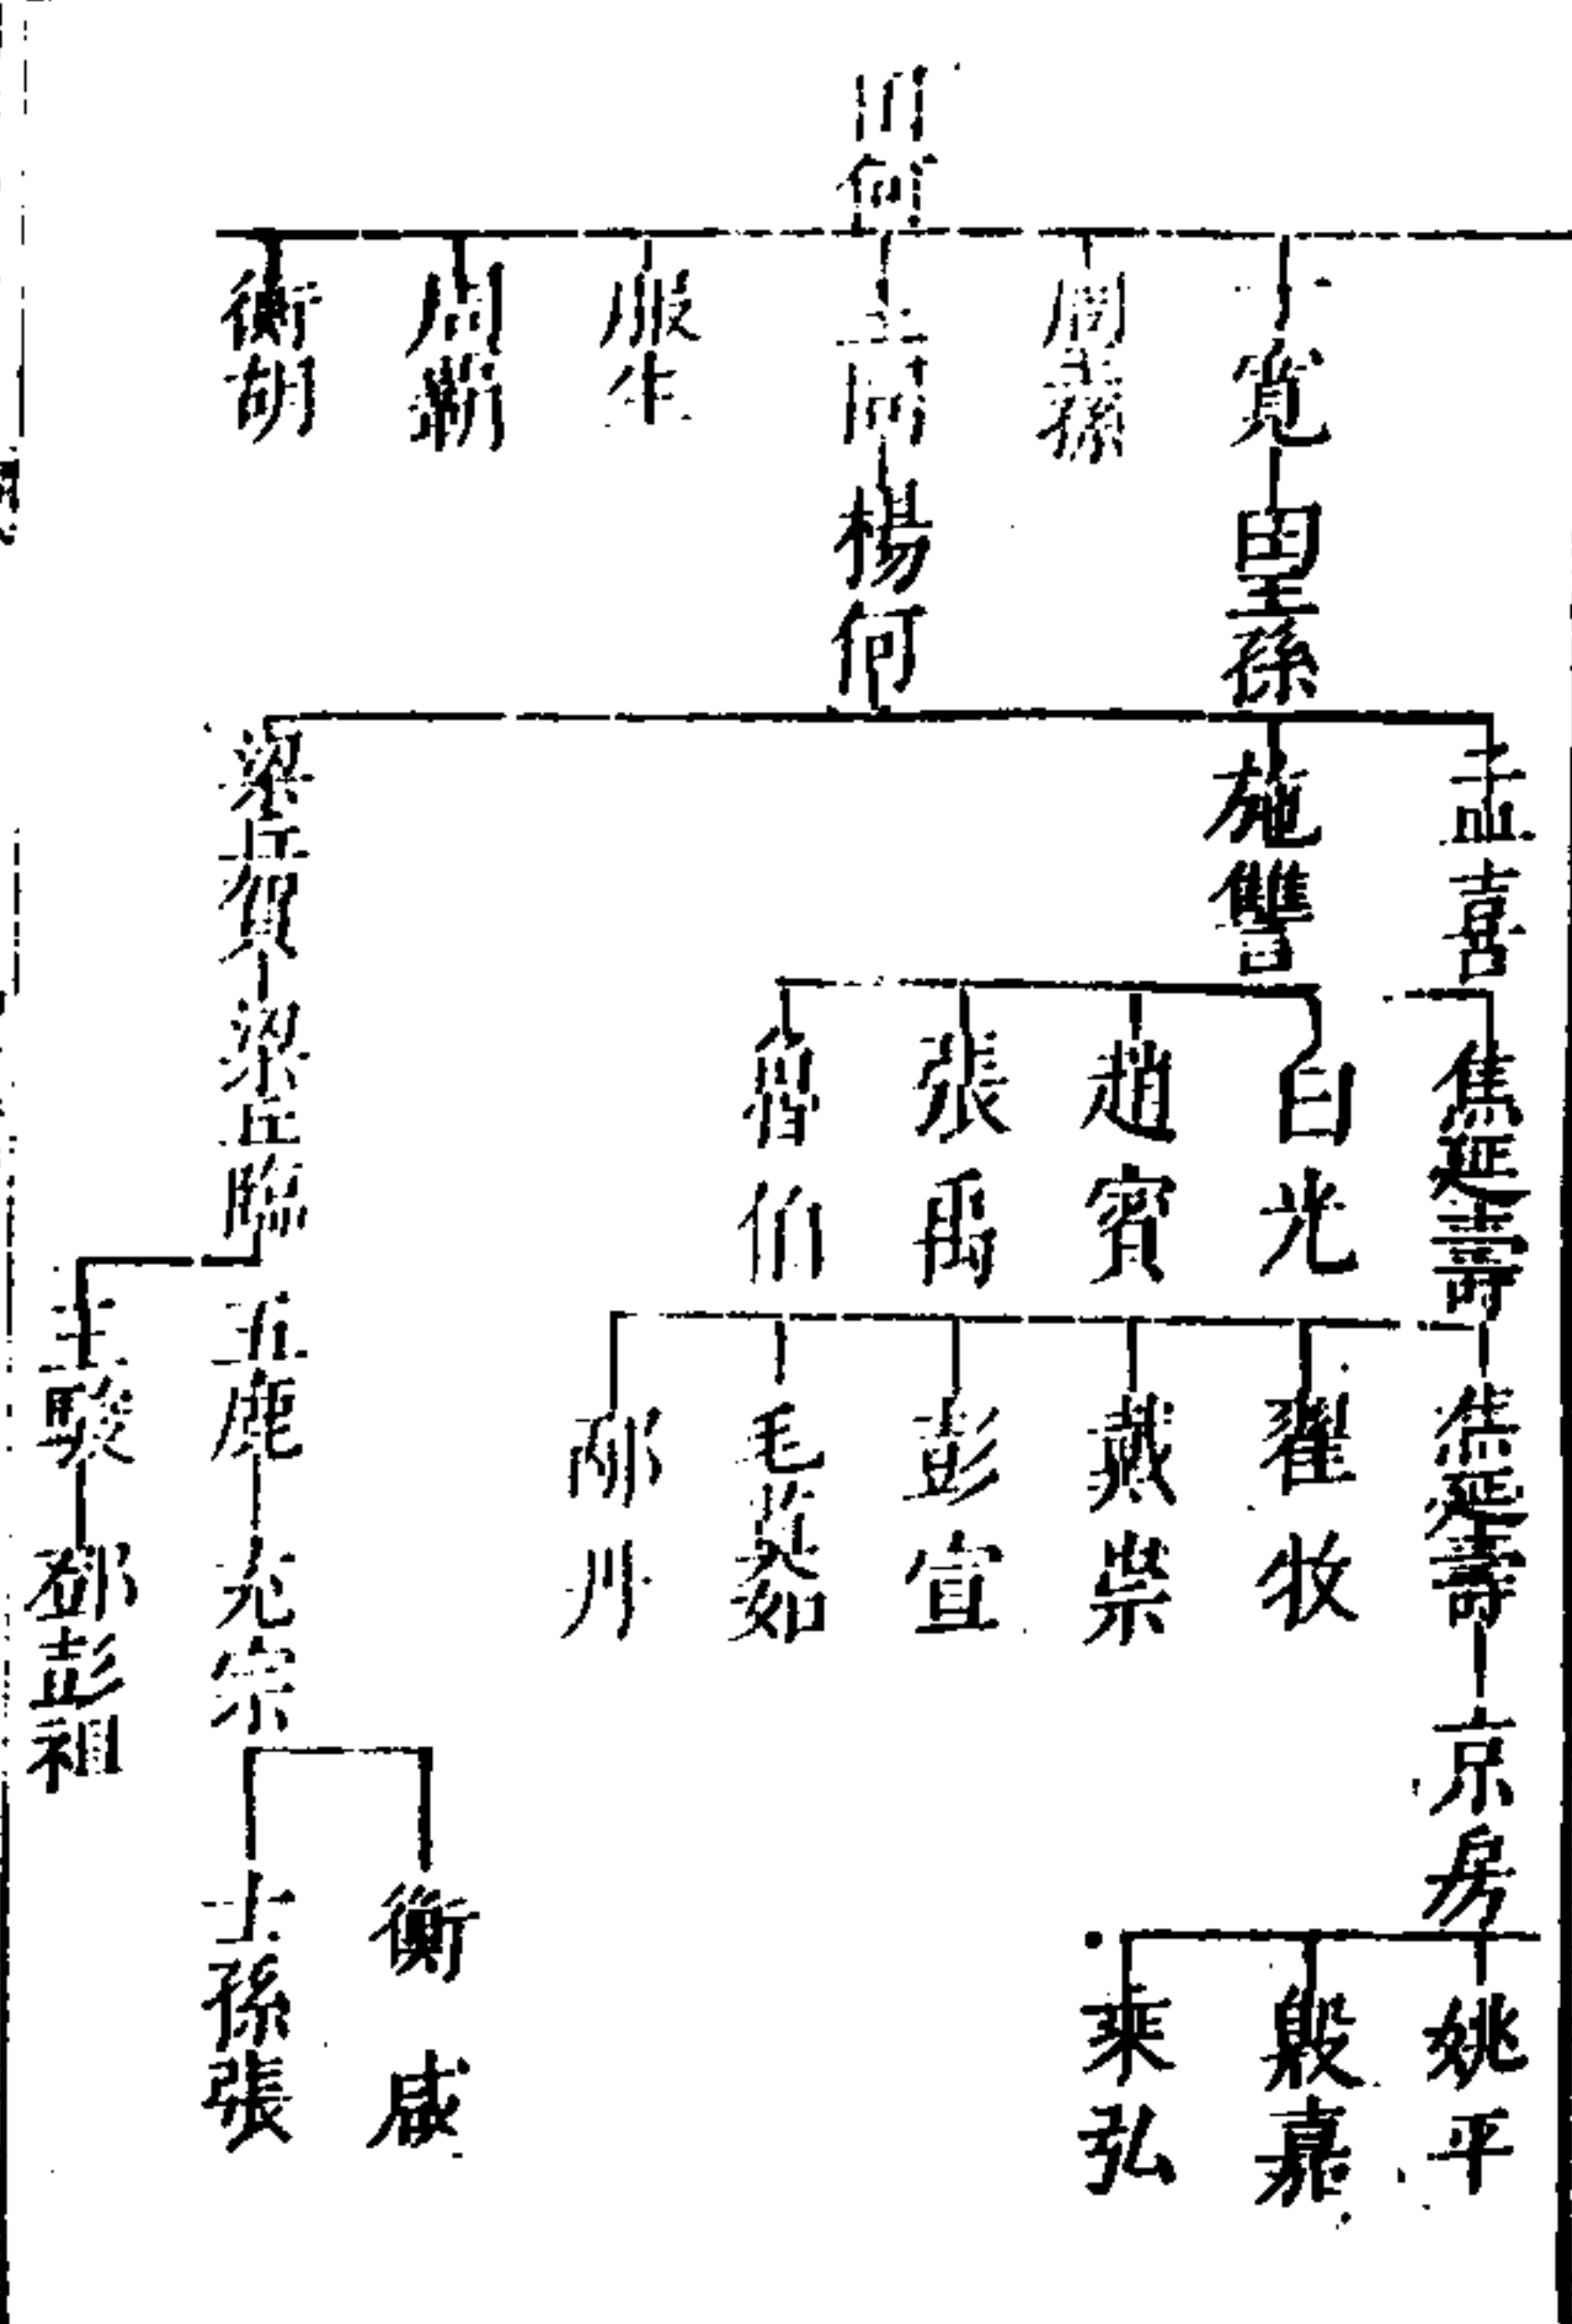 田何
丁寬
周王孫
王同
服生
周霸
衡胡
田王孫
楊何
孟喜
施讐
梁丘賀
焦延壽
白光
趙賓
張禹
魯伯
梁丘臨
焦延壽
翟牧
戴崇
彭宣
毛莫如
邴丹
五鹿
充宗
王駿
鄧彭祖
京房
姚平
殷嘉
乗弘
衡咸
士孫張